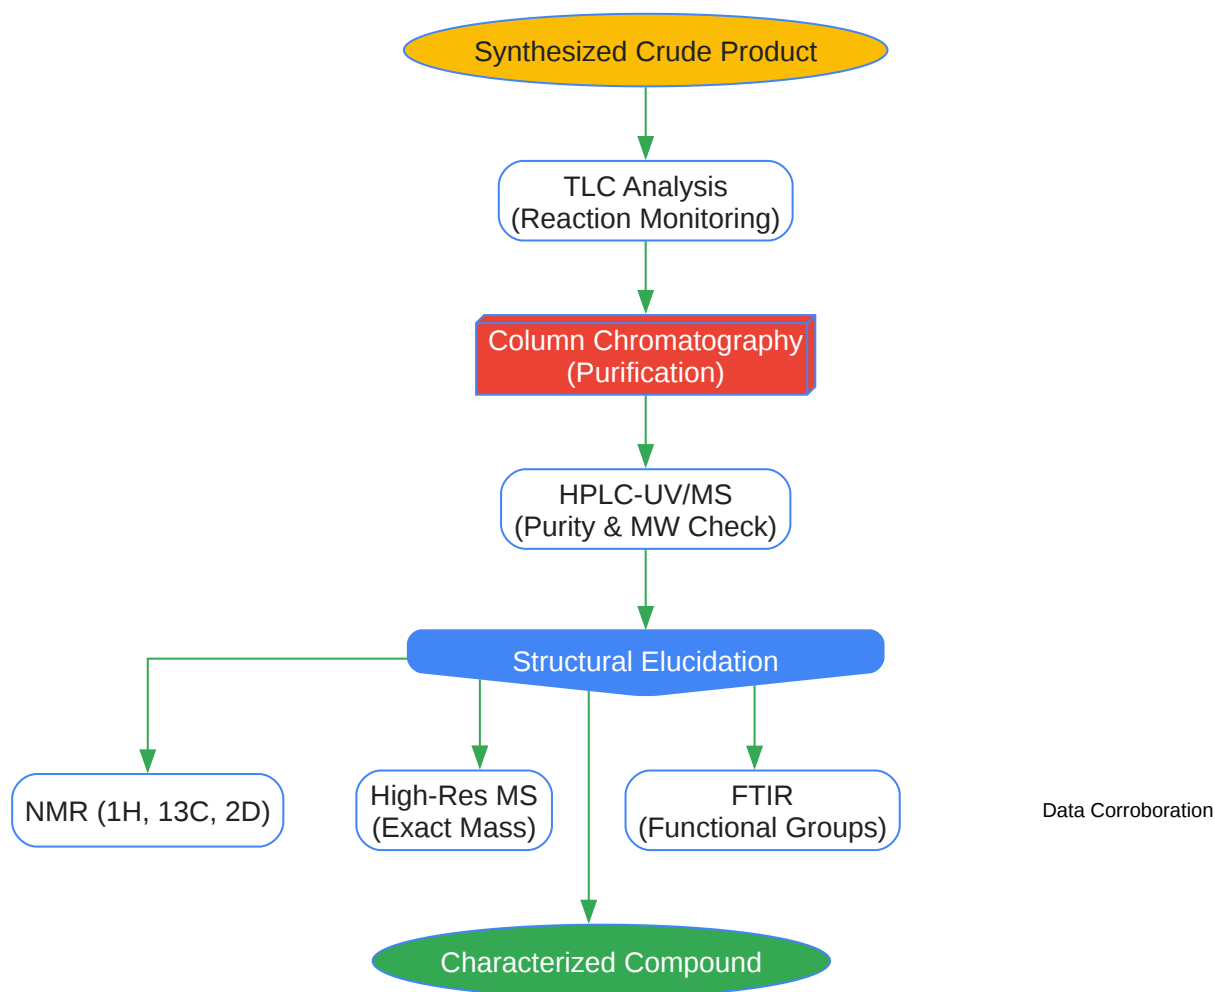 Synthesized Crude Product
TLC Analysis
(Reaction Monitoring)
Column Chromatography
(Purification)
HPLC-UV/MS
(Purity & MW Check)
Structural Elucidation
NMR (1H, 13C, 2D)
High-Res MS
(Exact Mass)
FTIR
(Functional Groups)
Data Corroboration
Characterized Compound